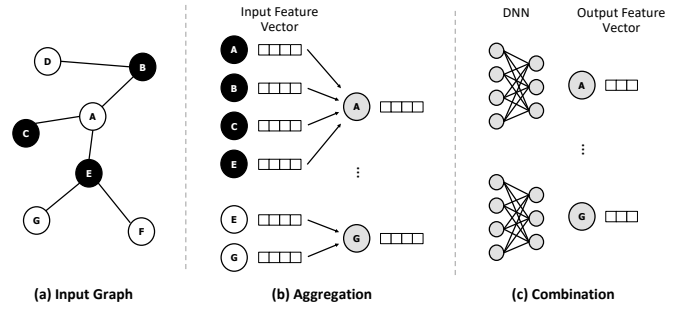 D
B
A
C
E
G
F
(a) Input Graph
Input Feature
Vector
A
B
C
E
A
⋮
E
G
G
(b) Aggregation
DNN
Output Feature
Vector
A
⋮
G
(c) Combination